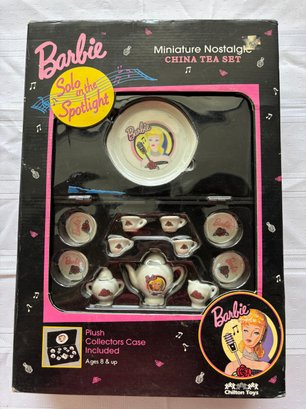 Barbie
Miniature Nostalgic
CHINA TEA SET
Solo
in the
Spotlight
Barbie
Plush
Collectors Case
Included
Ages 8 & up
Barbie
Chilton Toys